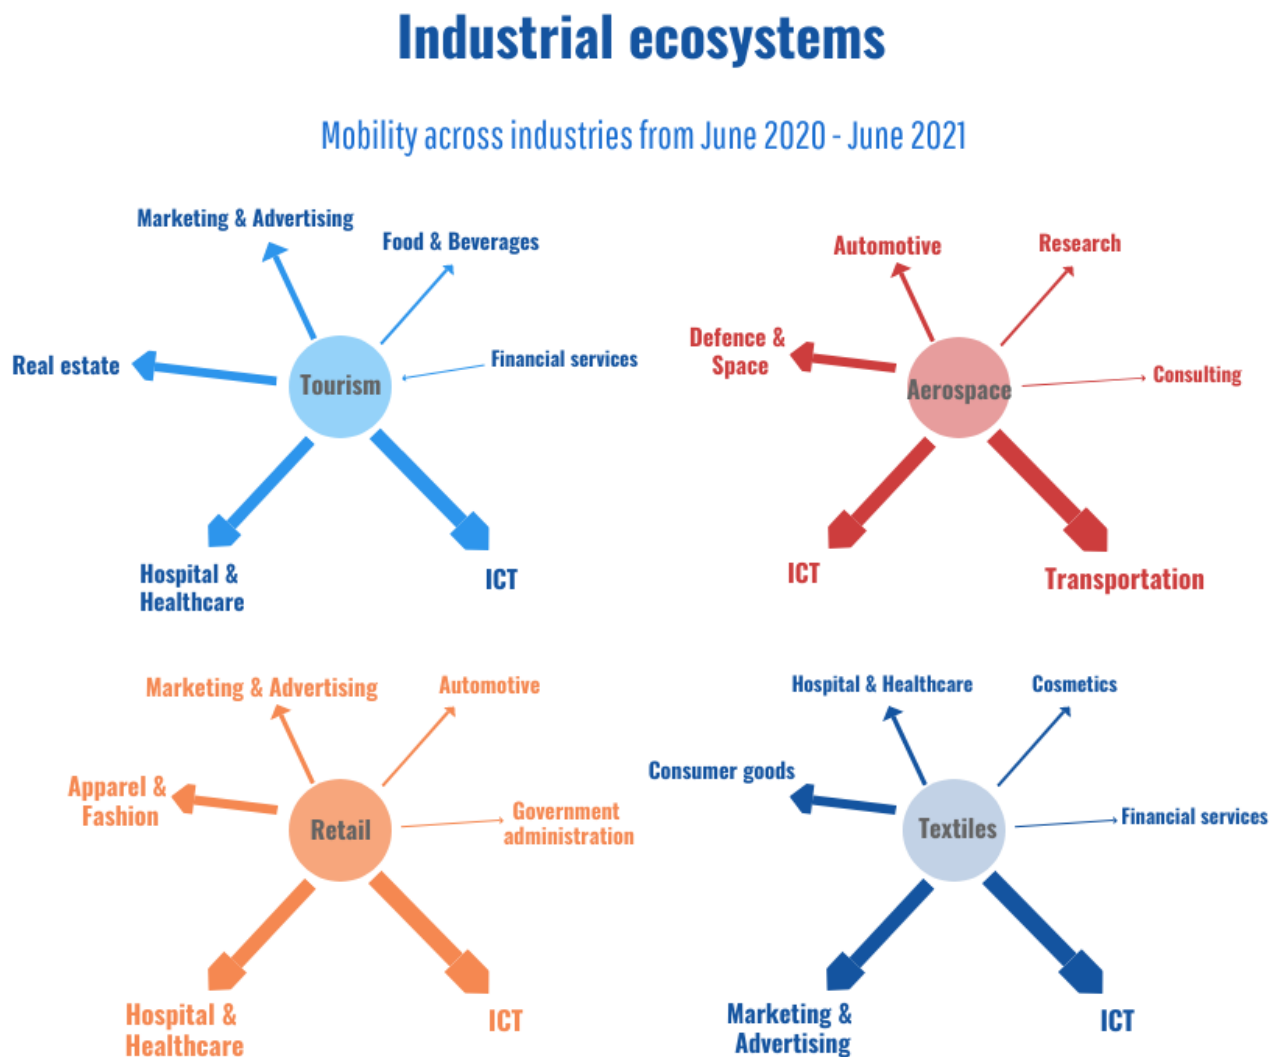 Industrial ecosystems
Mobility across industries from June 2020 - June 2021
Marketing & Advertising
Food & Beverages
Real estate
Financial services
Tourism
Hospital &
Healthcare
ICT
Automotive
Research
Defence &
Space
Consulting
Aerospace
ICT
Transportation
Marketing & Advertising
Automotive
Apparel &
Fashion
Government
administration
Retail
Hospital &
Healthcare
ICT
Hospital & Healthcare
Cosmetics
Consumer goods
Financial services
Textiles
Marketing &
Advertising
ICT